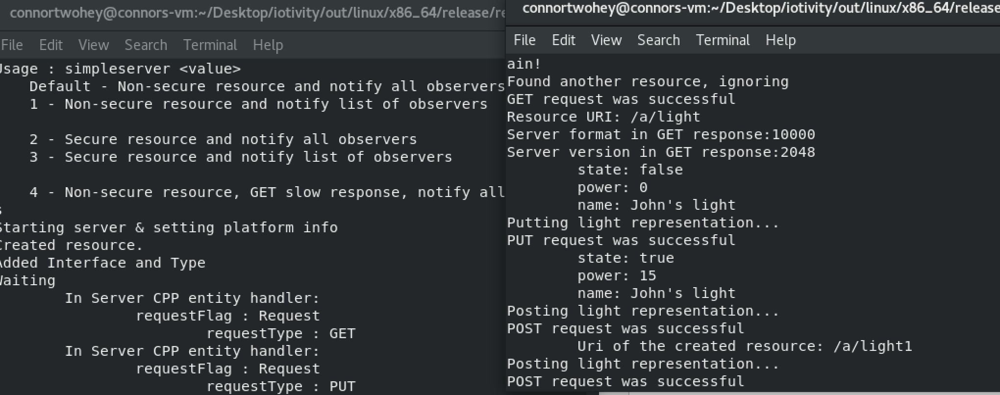 connortwohey@connors-vm:~/Desktop/iotivity/out/linux/x86_64/release/re
File Edit View Search Terminal Help
Usage : simpleserver <value>
Default - Non-secure resource and notify all observers
1 - Non-secure resource and notify list of observers
2 - Secure resource and notify all observers
3 - Secure resource and notify list of observers
4 - Non-secure resource, GET slow response, notify all
s
Starting server & setting platform info
Created resource.
Added Interface and Type
Waiting
In Server CPP entity handler:
requestFlag : Request
requestType : GET
In Server CPP entity handler:
requestFlag : Request
requestType : PUT
connortwohey@connors-vm:~/Desktop/iotivity/out/linux/x86_64/release
File Edit View Search Terminal Help
ain!
Found another resource, ignoring
GET request was successful
Resource URI: /a/light
Server format in GET response:10000
Server version in GET response:2048
state: false
power: 0
name: John's light
Putting light representation...
PUT request was successful
state: true
power: 15
name: John's light
Posting light representation...
POST request was successful
Uri of the created resource: /a/light1
Posting light representation...
POST request was successful